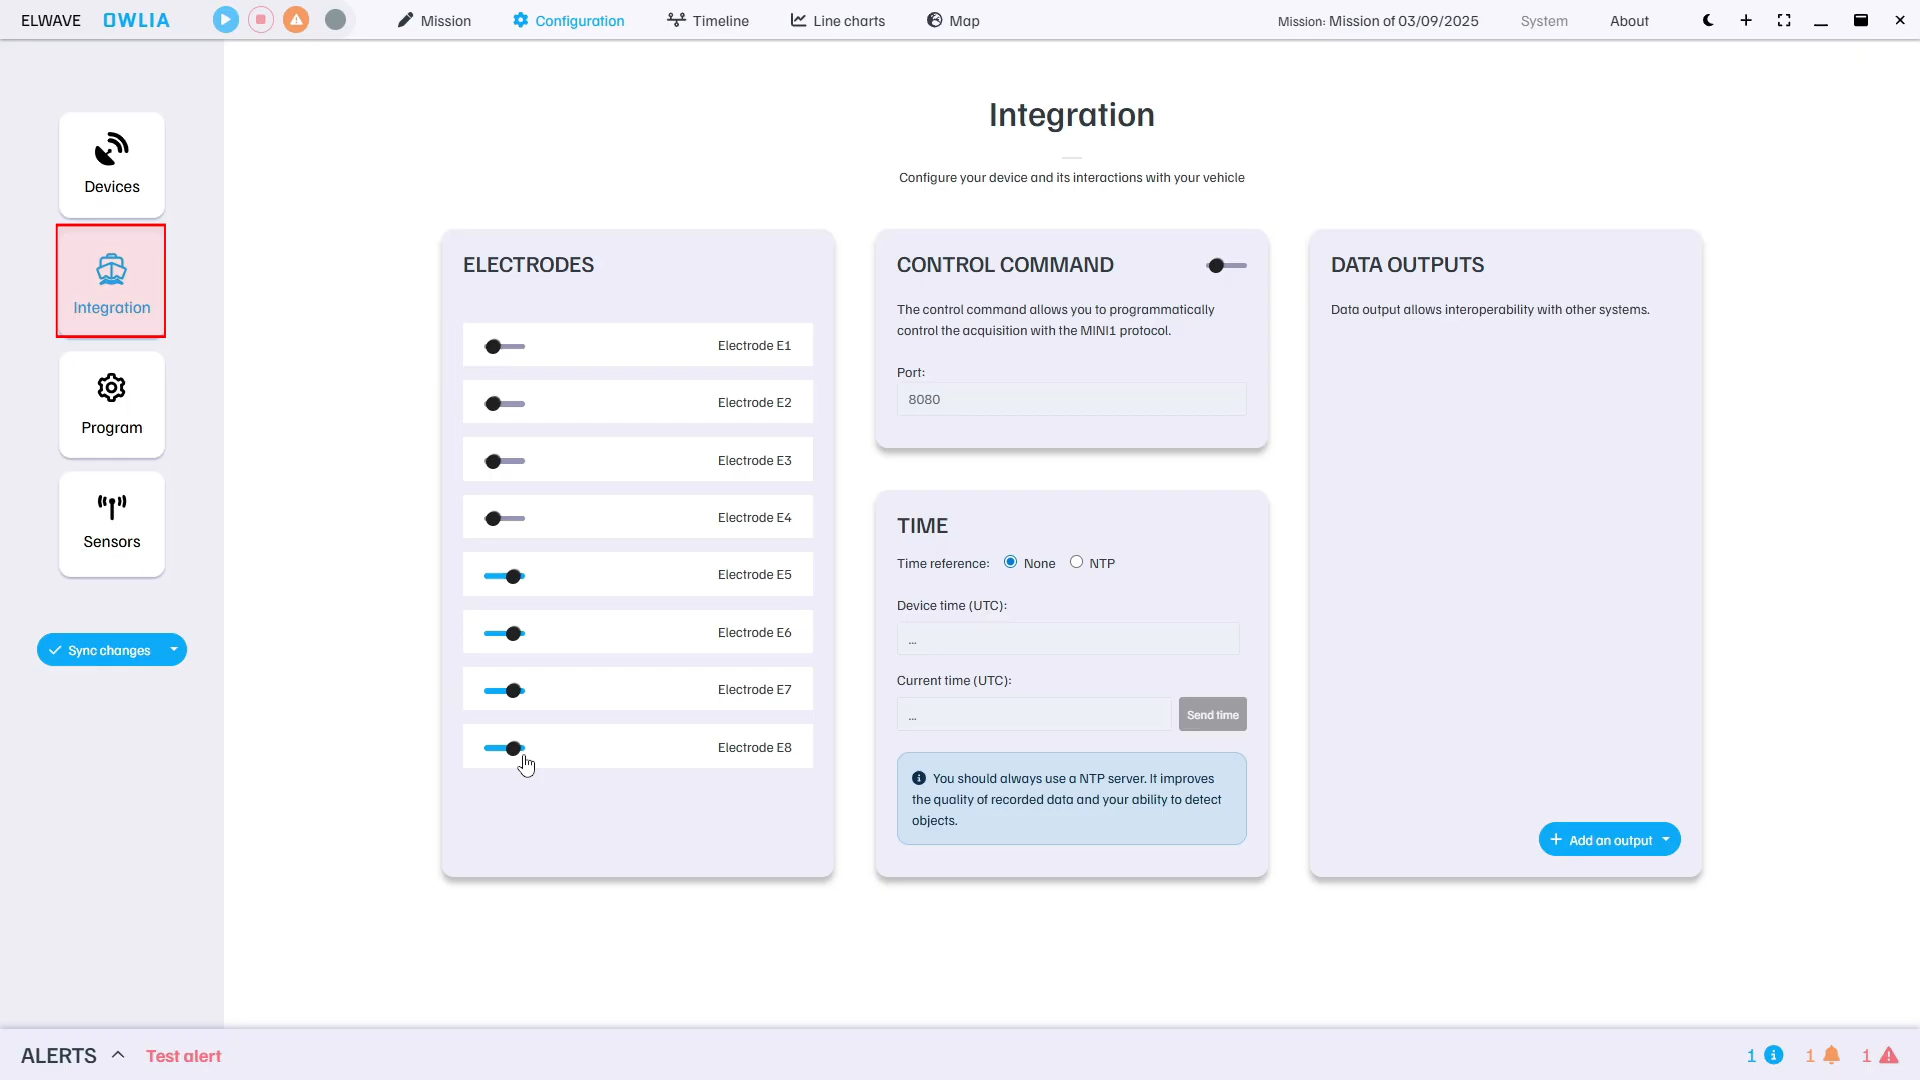 ELWAVE OWLIA Mission Configuration Timeline Line charts Map Mission: Mission of 03/09/2025 System About
Devices
Integration
Program
Sensors
Sync changes
Integration
Configure your device and its interactions with your vehicle
ELECTRODES
Electrode E1
Electrode E2
Electrode E3
Electrode E4
Electrode E5
Electrode E6
Electrode E7
Electrode E8
CONTROL COMMAND
The control command allows you to programmatically
control the acquisition with the MINI1 protocol.
Port:
8080
TIME
Time reference: None NTP
Device time (UTC):
...
Current time (UTC):
... Send time
You should always use a NTP server. It improves
the quality of recorded data and your ability to detect
objects.
DATA OUTPUTS
Data output allows interoperability with other systems.
Add an output
ALERTS Test alert 1 1 1